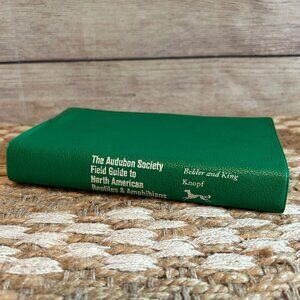 The Audubon Society
Field Guide to
North American
Reptiles & Amphibians
Behler and King
Knopf